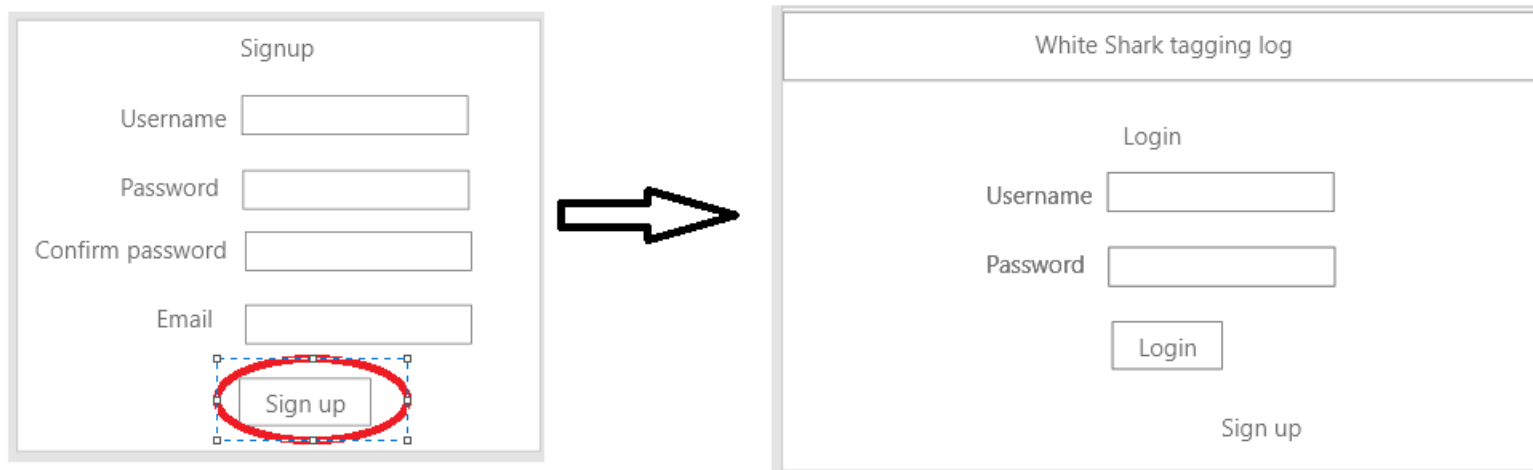 Signup
Username
Password
Confirm password
Email
Sign up
White Shark tagging log
Login
Username
Password
Login
Sign up